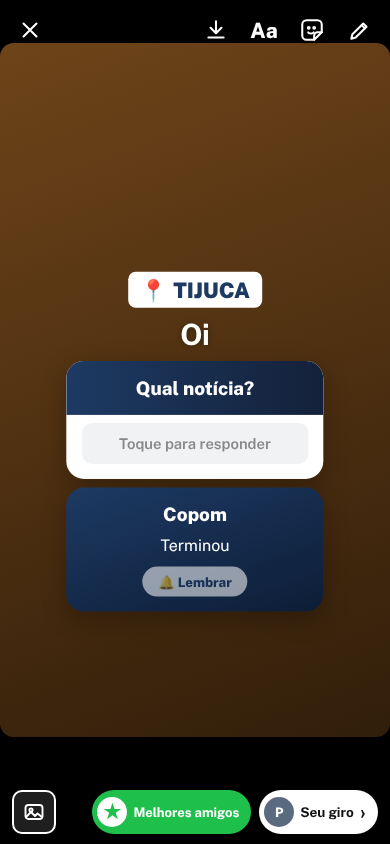 Aa
📍 TIJUCA
Oi
Qual notícia?
Toque para responder
Copom
Terminou
🔔 Lembrar
Melhores amigos
P
Seu giro ›